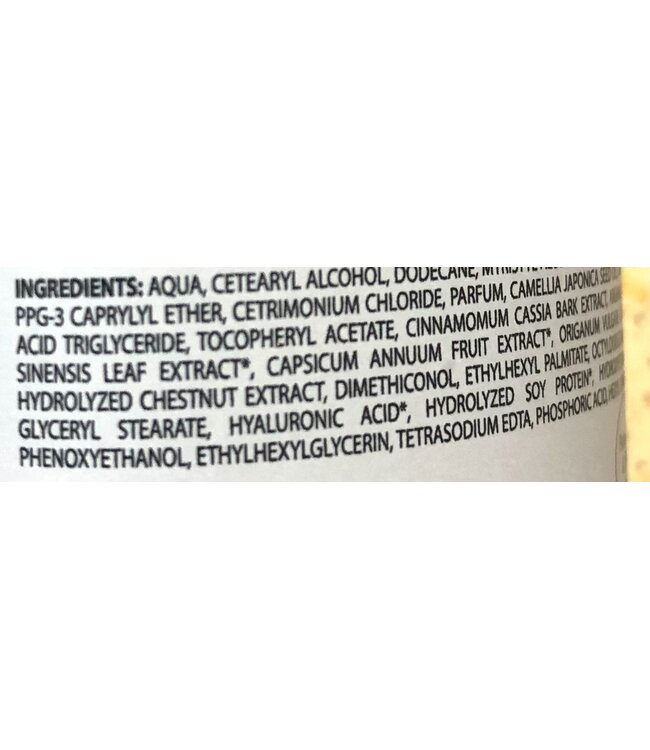 INGREDIENTS: AQUA, CETEARYL ALCOHOL, DODECANE,
PPG-3 CAPRYLYL ETHER, CETRIMONIUM CHLORIDE, PARFUM, CAMELLIA JAPONICA SEED
ACID TRIGLYCERIDE, TOCOPHERYL ACETATE, CINNAMOMUM CASSIA BARK EXTRACT,
SINENSIS LEAF EXTRACT*, CAPSICUM ANNUUM FRUIT EXTRACT*, ORIGANUM
HYDROLYZED CHESTNUT EXTRACT, DIMETHICONOL, ETHYLHEXYL PALMITATE,
GLYCERYL STEARATE, HYALURONIC ACID*, HYDROLYZED SOY PROTEIN*,
PHENOXYETHANOL, ETHYLHEXYLGLYCERIN, TETRASODIUM EDTA, PHOSPHORIC ACID,